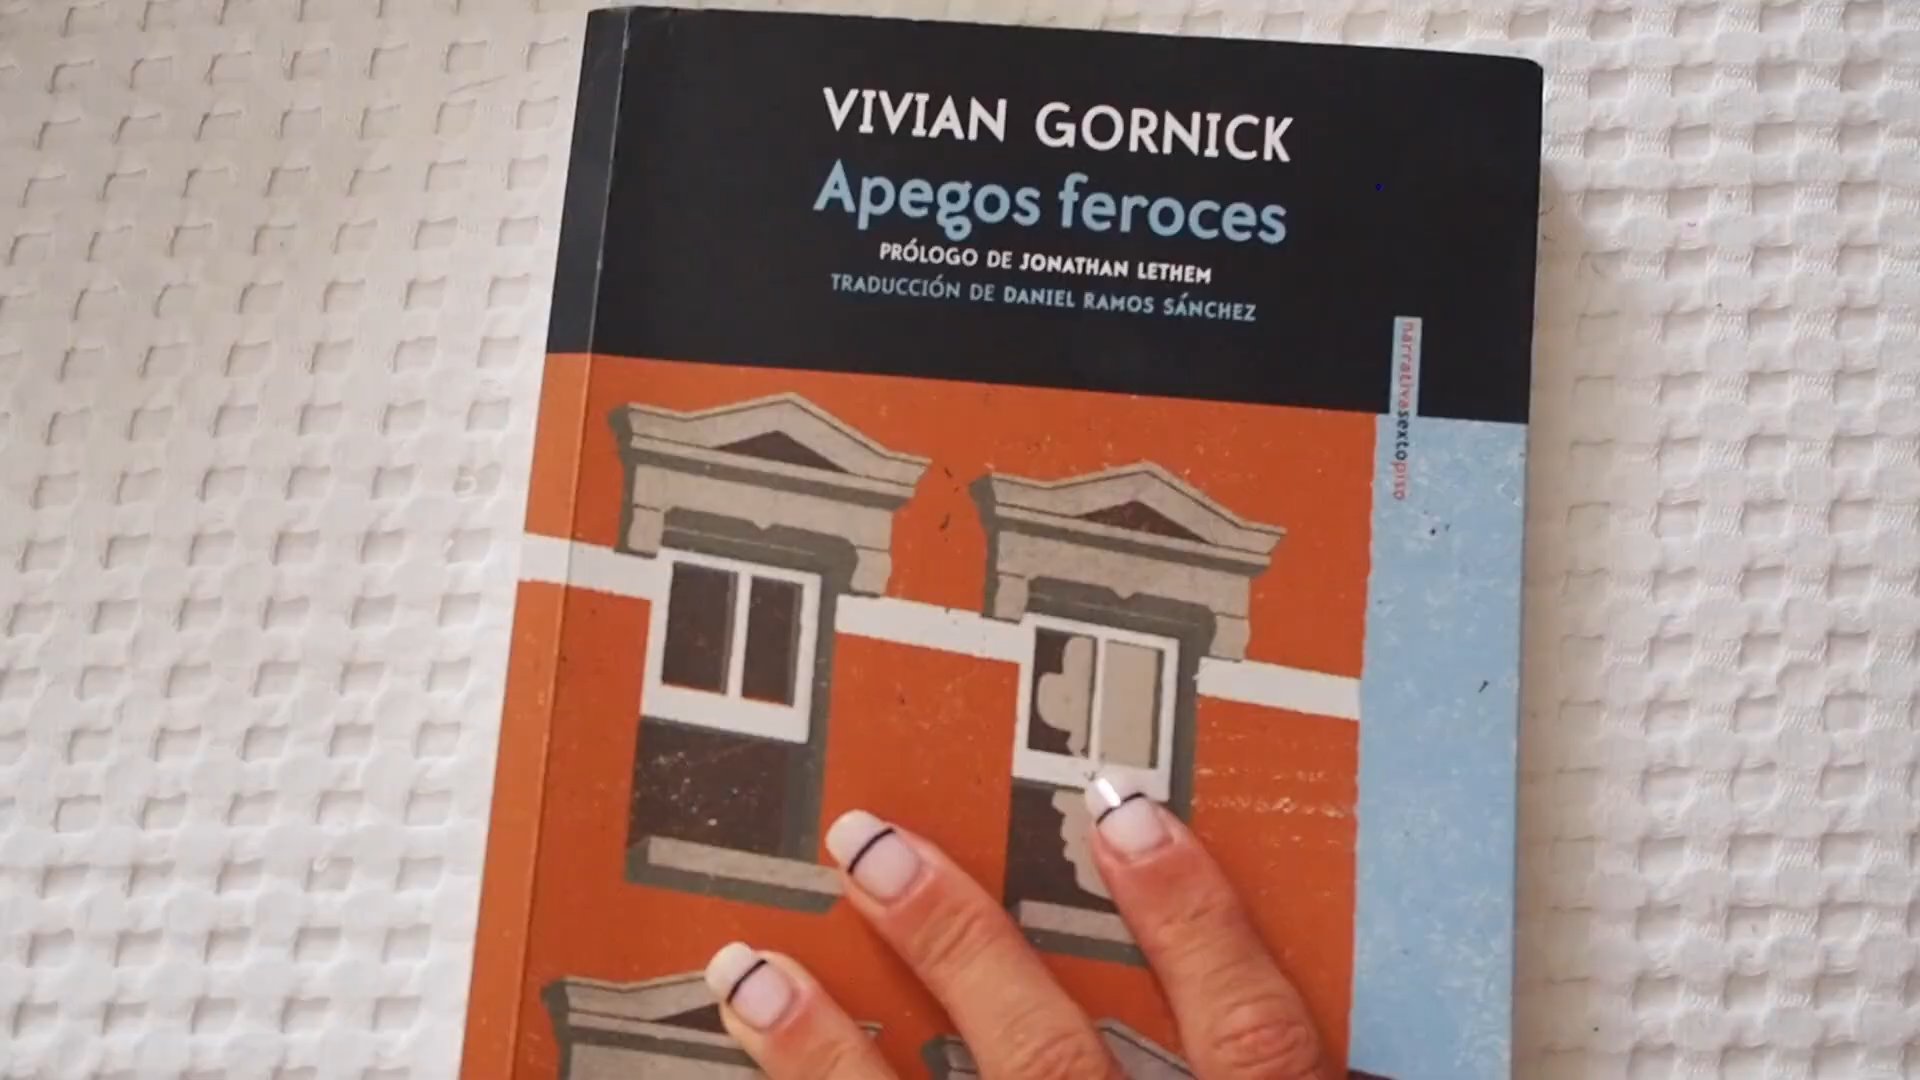 VIVIAN GORNICK
Apegos feroces
PRÓLOGO DE JONATHAN LETHEM
TRADUCCIÓN DE DANIEL RAMOS SÁNCHEZ
narrativasextopiso